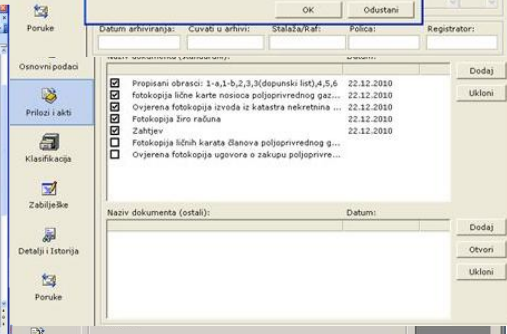 OK Odustani
Poruke
Datum arhiviranja: Cuvati u arhivi: Stalaža/Raf: Polica: Registrator:
Osnovni podaci
Naziv dokumenta (standardni): Datum:
Dodaj
Propisani obrasci: 1-a,1-b,2,3,3(dopunski list),4,5,6 22.12.2010
fotokopija lične karte nosioca poljoprivrednog gaz... 22.12.2010
Ukloni
Ovjerena fotokopija izvoda iz katastra nekretnina ... 22.12.2010
Prilozi i akti
Fotokopija žiro računa 22.12.2010
Zahtjev 22.12.2010
Fotokopija ličnih karata članova poljoprivrednog g...
Ovjerena fotokopija ugovora o zakupu poljoprivre...
Klasifikacija
Zabilješke
Naziv dokumenta (ostali): Datum:
Dodaj
Detalji i Istorija
Otvori
Ukloni
Poruke